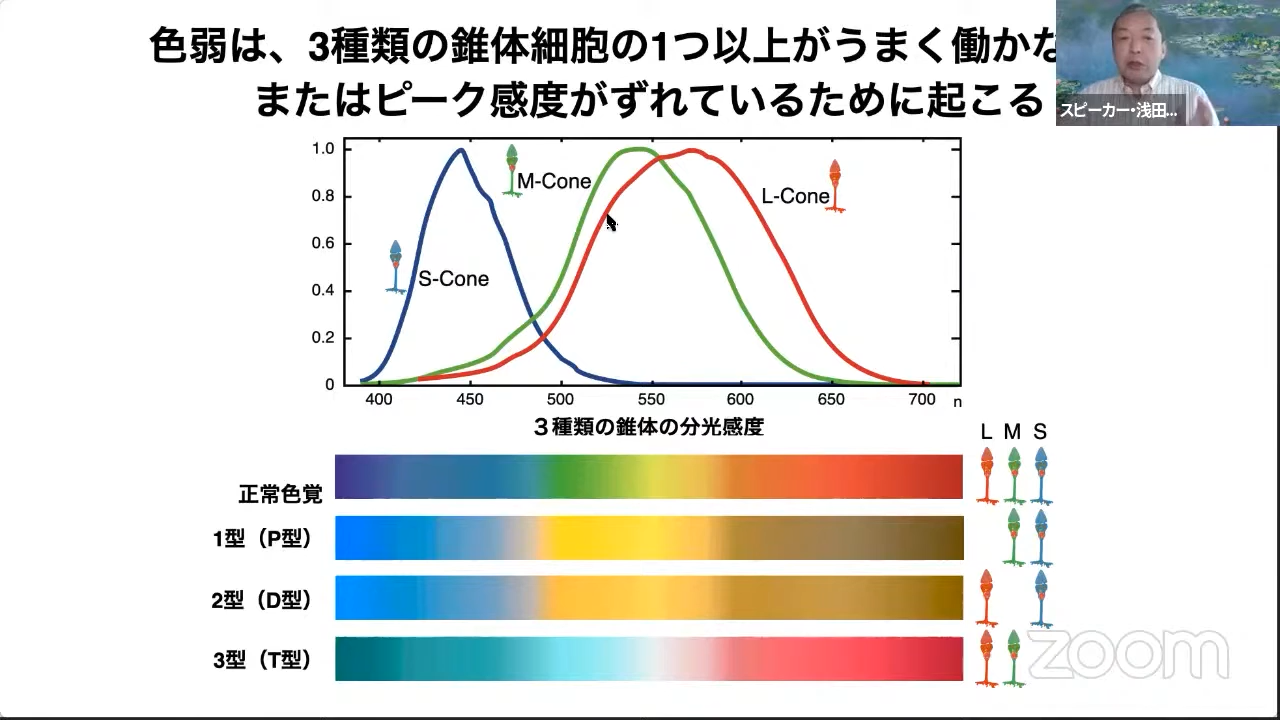 色弱は、3種類の錐体細胞の1つ以上がうまく働かな
またはピーク感度がずれているために起こる
スピーカー・浅田...
1.0
0.8
0.6
0.4
0.2
0
M-Cone
L-Cone
S-Cone
400 450 500 550 600 650 700 n
3種類の錐体の分光感度
L M S
正常色覚
1型（P型）
2型（D型）
3型（T型）
zoom